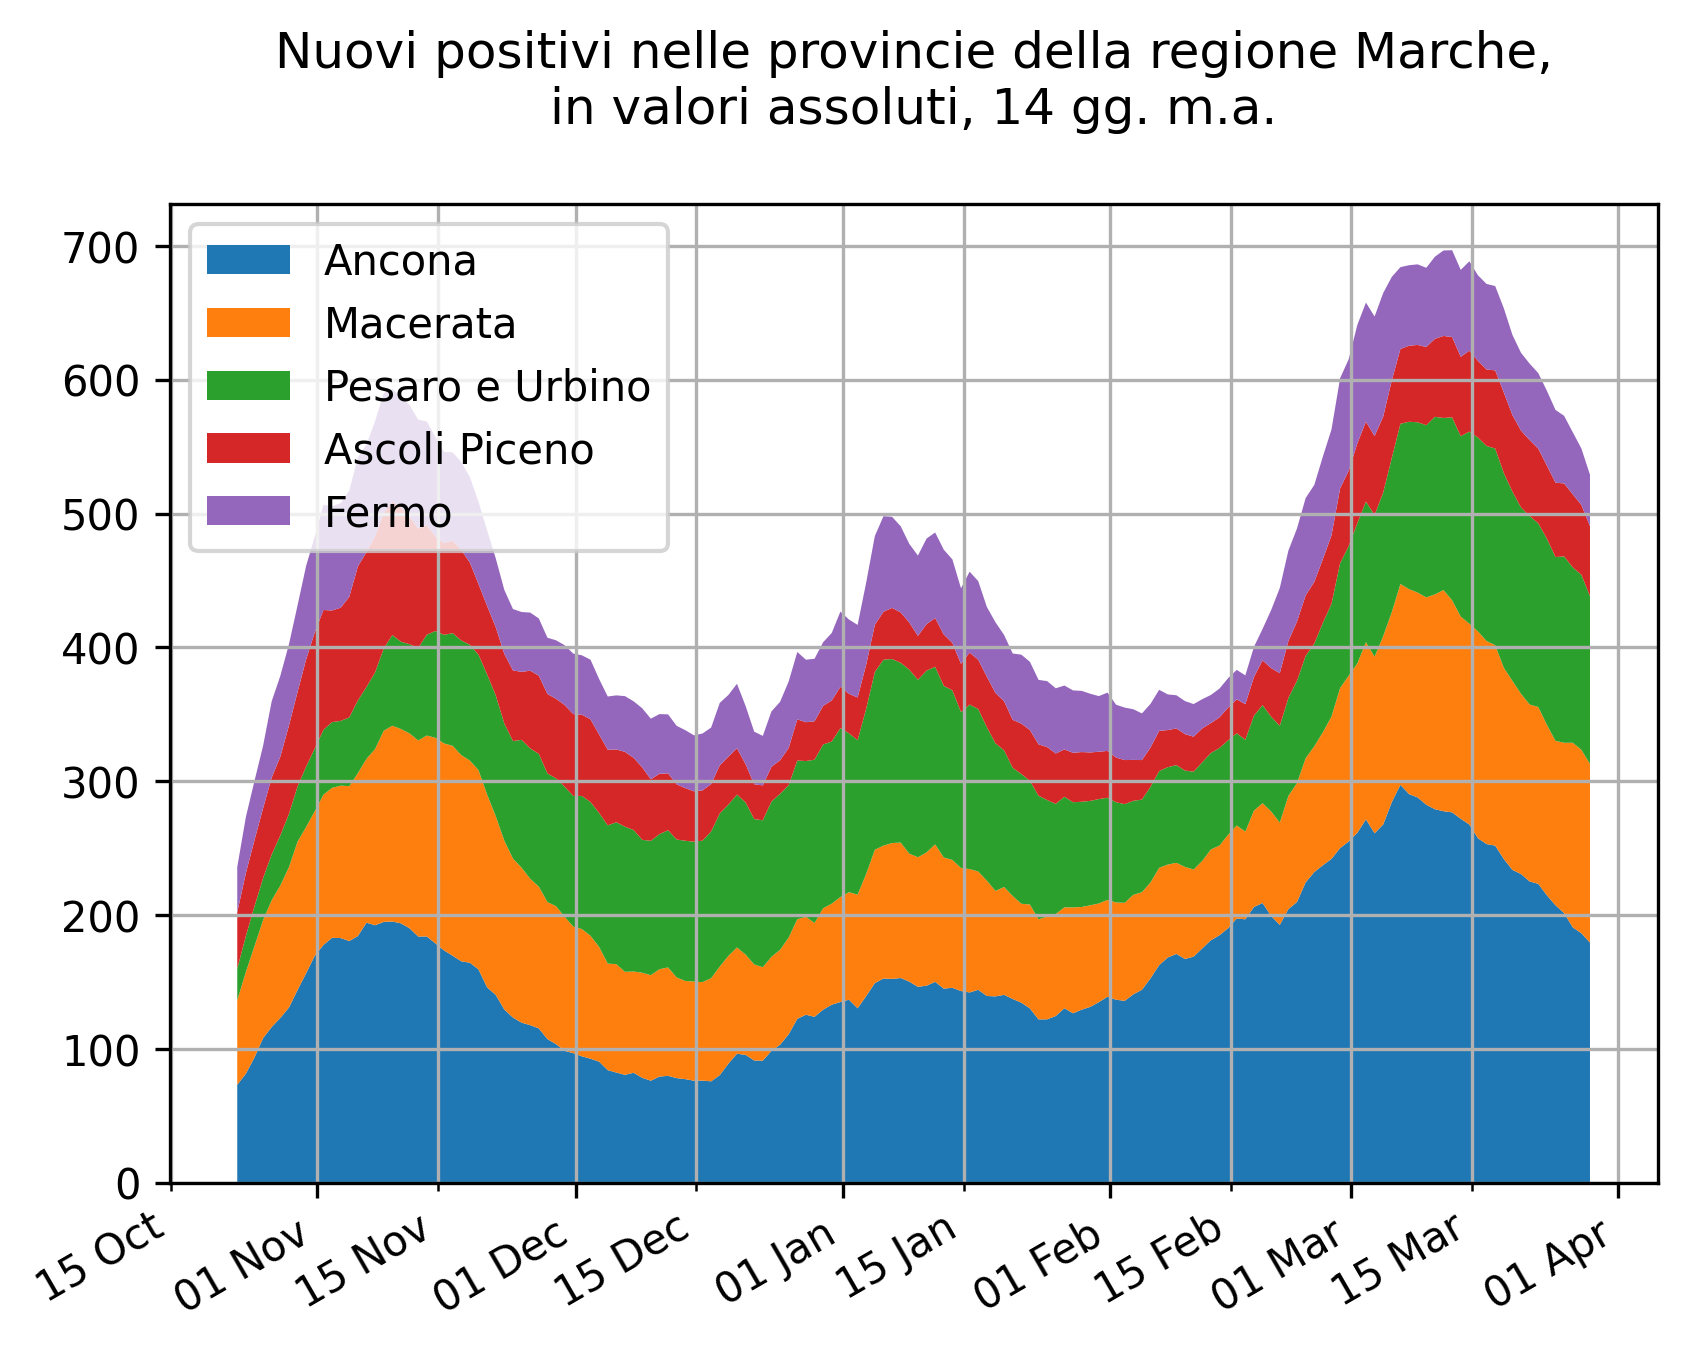 Nuovi positivi nelle provincie della regione Marche,
in valori assoluti, 14 gg. m.a.
700
600
500
400
300
200
100
0
Ancona
Macerata
Pesaro e Urbino
Ascoli Piceno
Fermo
15 Oct
01 Nov
15 Nov
01 Dec
15 Dec
01 Jan
15 Jan
01 Feb
15 Feb
01 Mar
15 Mar
01 Apr